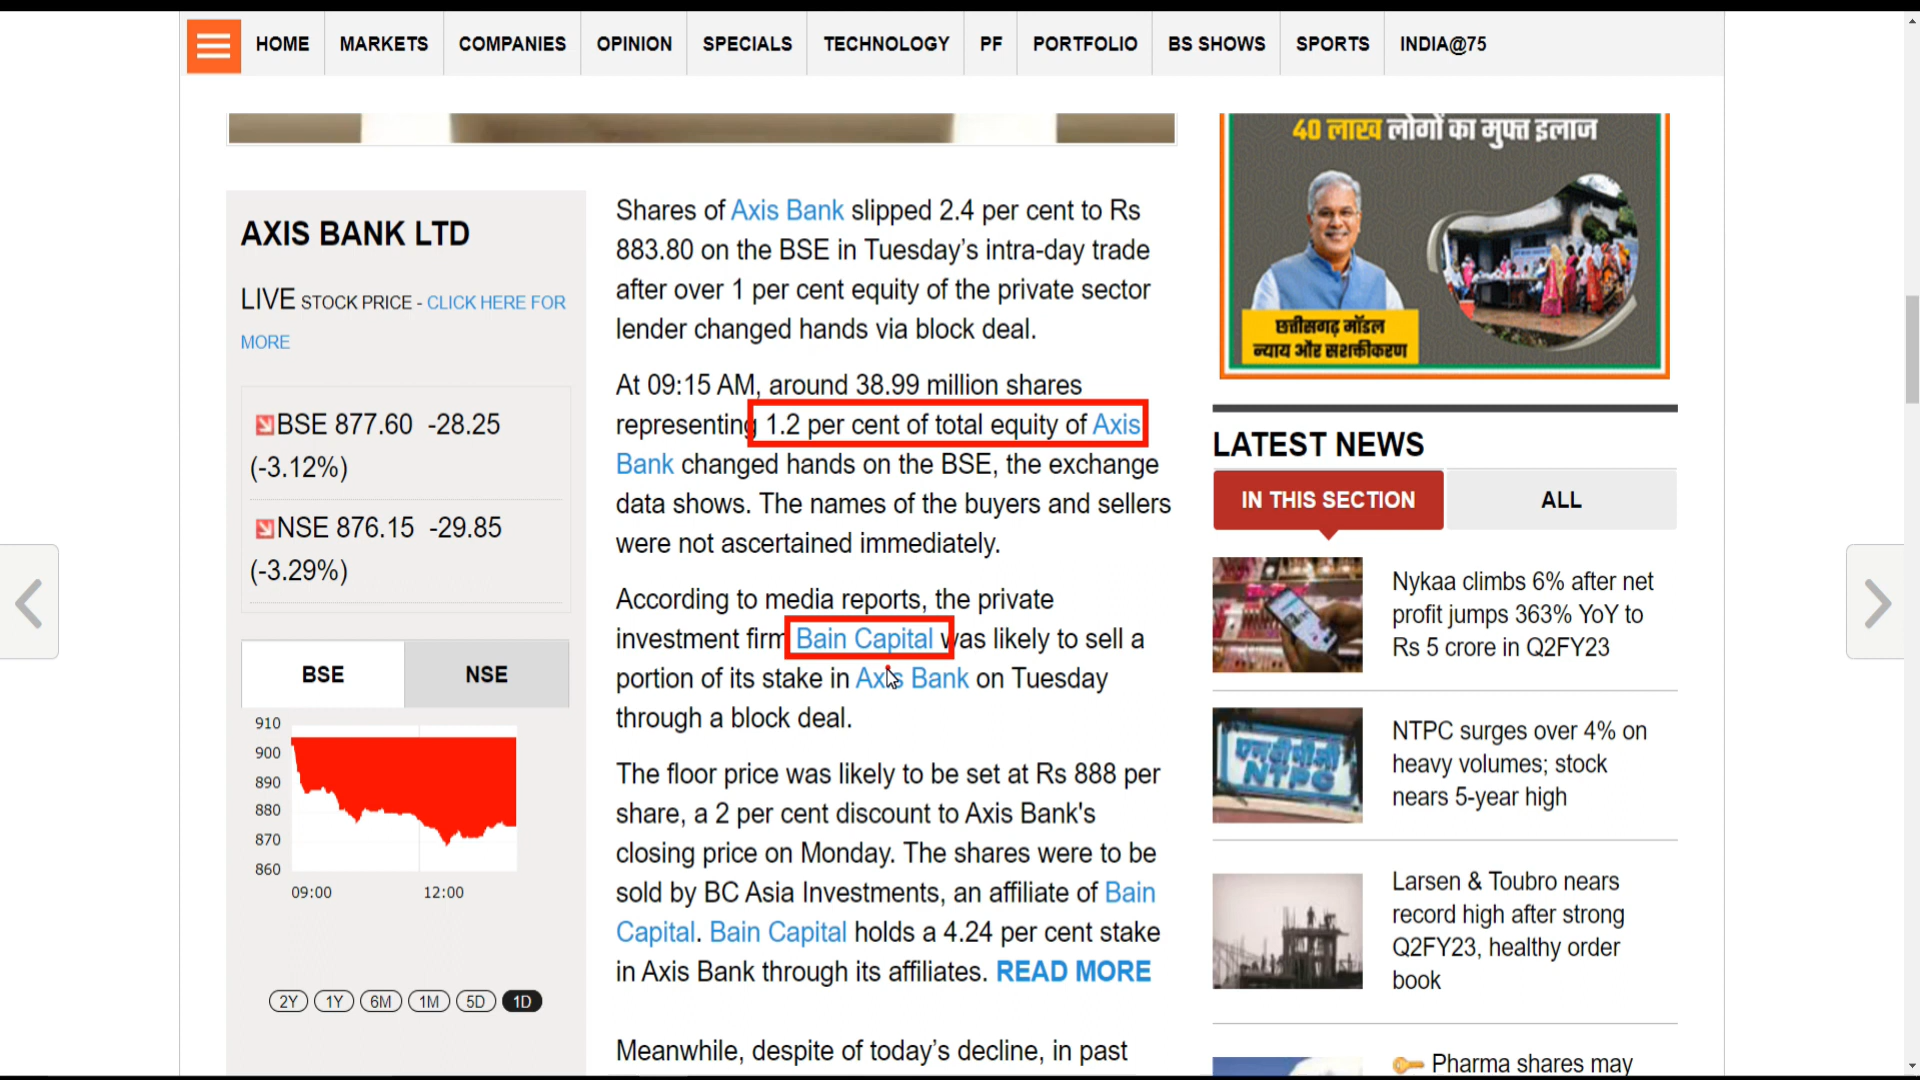 HOME MARKETS COMPANIES OPINION SPECIALS TECHNOLOGY PF PORTFOLIO BS SHOWS SPORTS INDIA@75
AXIS BANK LTD
LIVE STOCK PRICE - CLICK HERE FOR
MORE
BSE 877.60 -28.25
(-3.12%)
NSE 876.15 -29.85
(-3.29%)
BSE NSE
910
900
890
880
870
860
09:00 12:00
2Y 1Y 6M 1M 5D 1D
Shares of Axis Bank slipped 2.4 per cent to Rs
883.80 on the BSE in Tuesday’s intra-day trade
after over 1 per cent equity of the private sector
lender changed hands via block deal.
At 09:15 AM, around 38.99 million shares
representing 1.2 per cent of total equity of Axis
Bank changed hands on the BSE, the exchange
data shows. The names of the buyers and sellers
were not ascertained immediately.
According to media reports, the private
investment firm Bain Capital was likely to sell a
portion of its stake in Axis Bank on Tuesday
through a block deal.
The floor price was likely to be set at Rs 888 per
share, a 2 per cent discount to Axis Bank's
closing price on Monday. The shares were to be
sold by BC Asia Investments, an affiliate of Bain
Capital. Bain Capital holds a 4.24 per cent stake
in Axis Bank through its affiliates. READ MORE
Meanwhile, despite of today’s decline, in past
40 लाख लोगों का मुफ्त इलाज
छत्तीसगढ़ मॉडल
न्याय और सशक्तीकरण
LATEST NEWS
IN THIS SECTION ALL
Nykaa climbs 6% after net
profit jumps 363% YoY to
Rs 5 crore in Q2FY23
एनटीपीसी
NTPC
NTPC surges over 4% on
heavy volumes; stock
nears 5-year high
Larsen & Toubro nears
record high after strong
Q2FY23, healthy order
book
Pharma shares may